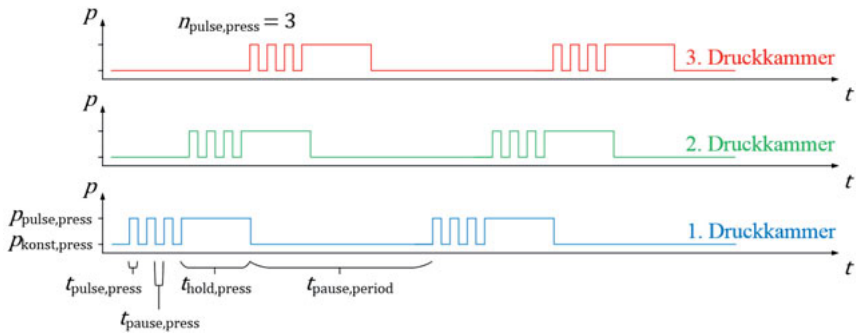 p
n_pulse,press = 3
3. Druckkammer
t
p
2. Druckkammer
t
p
p_pulse,press
p_konst,press
1. Druckkammer
t
t_pulse,press
t_hold,press
t_pause,period
t_pause,press